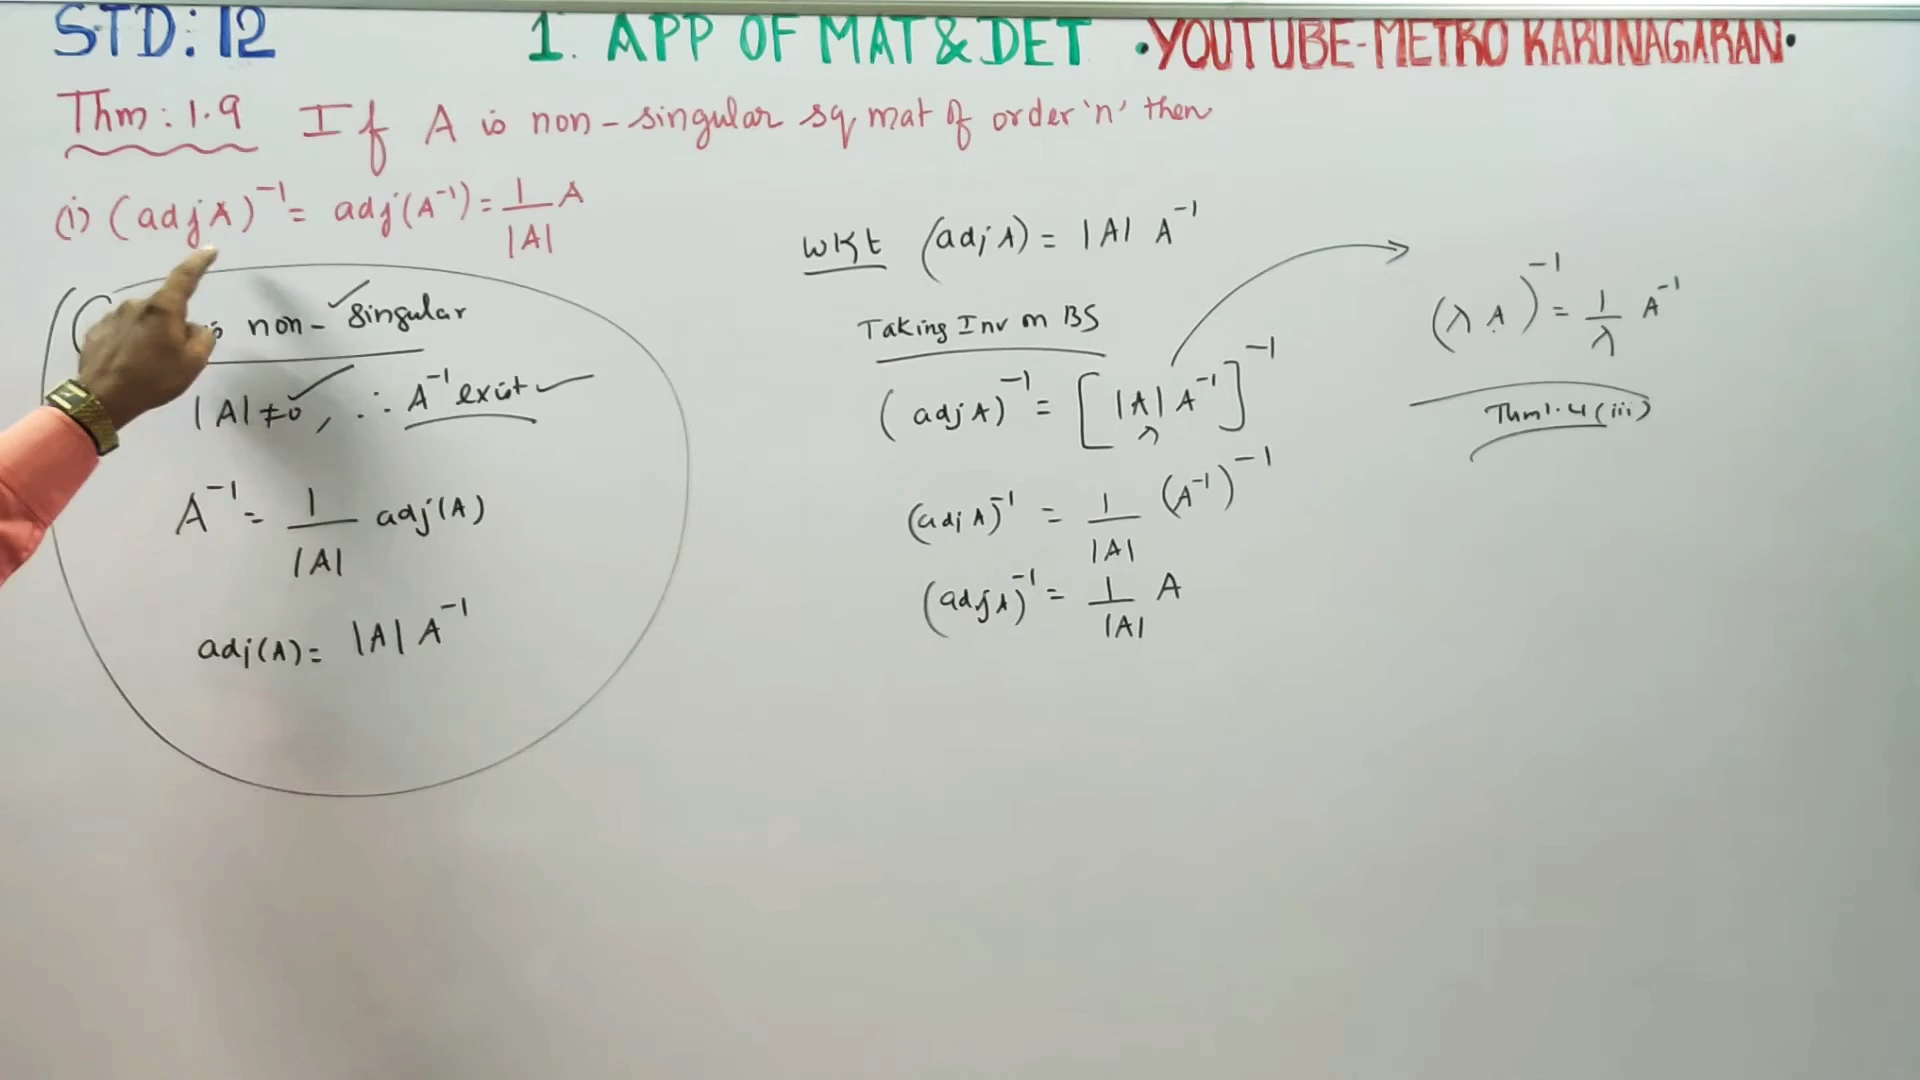 STD: 12 1. APP OF MAT & DET • YOUTUBE-METRO KARUNAGARAN •
Thm: 1.9 If A is non-singular sq mat of order 'n' then
(i) (adj A)⁻¹ = adj(A⁻¹) = 1/|A| A
is non-singular
|A| ≠ 0, ∴ A⁻¹ exist
A⁻¹ = 1/|A| adj(A)
adj(A) = |A| A⁻¹
WKt (adj A) = |A| A⁻¹
Taking Inv on BS
(adj A)⁻¹ = [|A| A⁻¹]⁻¹
λ
(adj A)⁻¹ = 1/|A| (A⁻¹)⁻¹
(adj A)⁻¹ = 1/|A| A
(λ A)⁻¹ = 1/λ A⁻¹
Thm 1.4 (iii)